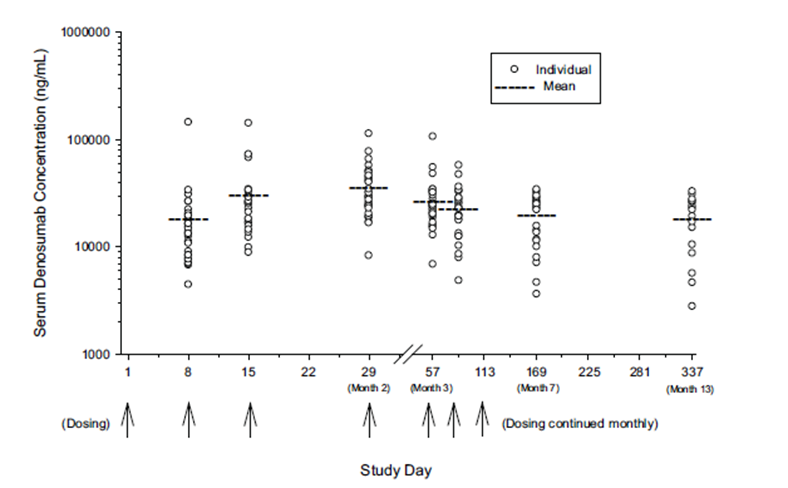 Serum Denosumab Concentration (ng/mL)
1000000
100000
10000
1000
Individual
Mean
1 8 15 22 29 57 113 169 225 281 337
(Month 2) (Month 3) (Month 7) (Month 13)
(Dosing) (Dosing continued monthly)
Study Day